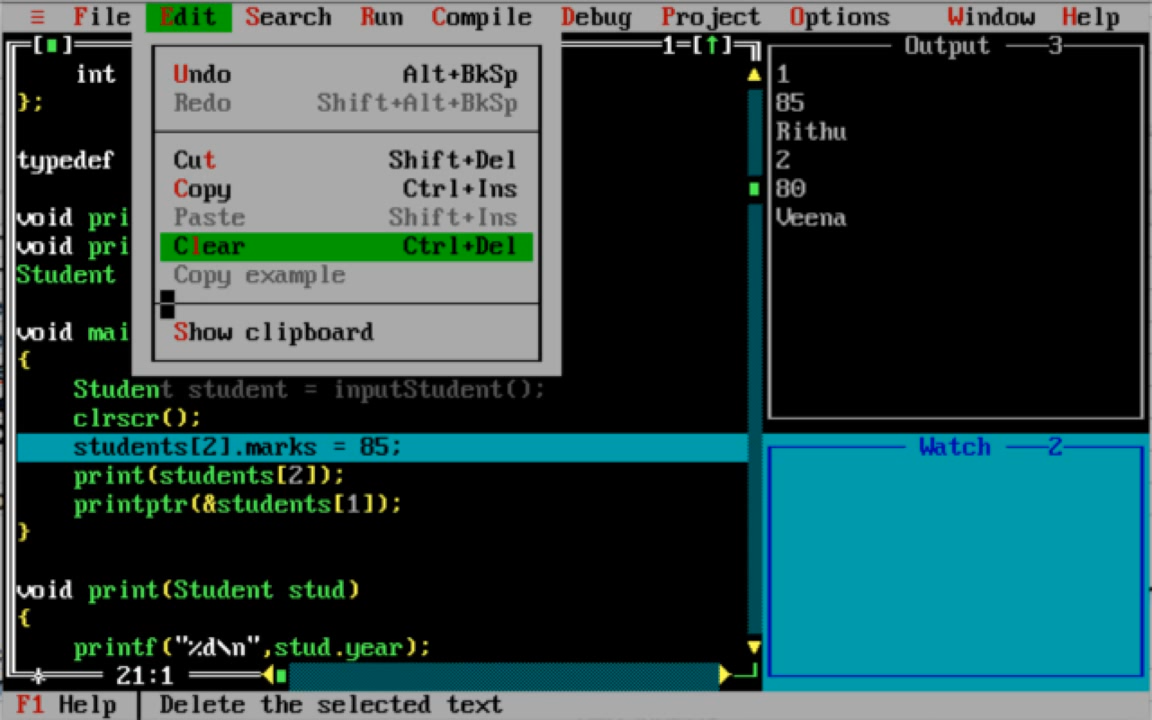 ≡ File Edit Search Run Compile Debug Project Options Window Help
[■] 1=[↑]
int
};
typedef
void pri
void pri
Student
void mai
{
Undo Alt+BkSp
Redo Shift+Alt+BkSp
Cut Shift+Del
Copy Ctrl+Ins
Paste Shift+Ins
Clear Ctrl+Del
Copy example
Show clipboard
Student student = inputStudent();
clrscr();
students[2].marks = 85;
print(students[2]);
printptr(&students[1]);
}
void print(Student stud)
{
printf("%d\n",stud.year);
21:1
Output 3
1
85
Rithu
2
80
Veena
Watch 2
F1 Help │ Delete the selected text